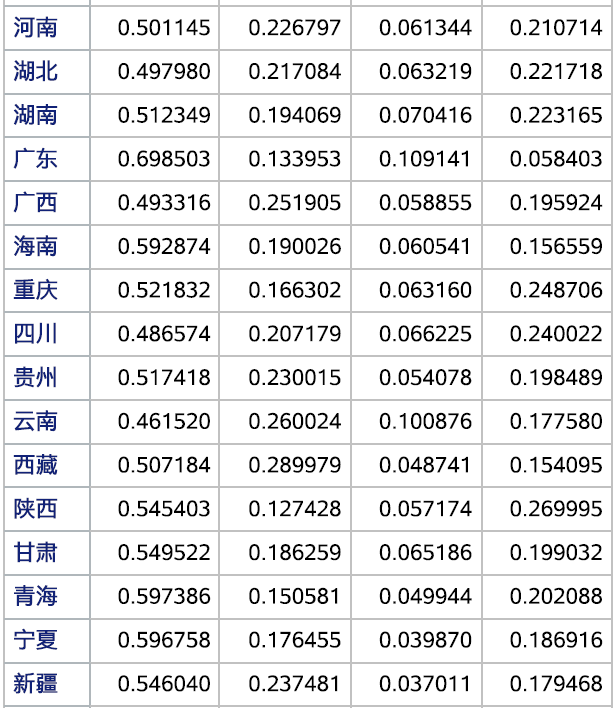 河南 0.501145 0.226797 0.061344 0.210714
湖北 0.497980 0.217084 0.063219 0.221718
湖南 0.512349 0.194069 0.070416 0.223165
广东 0.698503 0.133953 0.109141 0.058403
广西 0.493316 0.251905 0.058855 0.195924
海南 0.592874 0.190026 0.060541 0.156559
重庆 0.521832 0.166302 0.063160 0.248706
四川 0.486574 0.207179 0.066225 0.240022
贵州 0.517418 0.230015 0.054078 0.198489
云南 0.461520 0.260024 0.100876 0.177580
西藏 0.507184 0.289979 0.048741 0.154095
陕西 0.545403 0.127428 0.057174 0.269995
甘肃 0.549522 0.186259 0.065186 0.199032
青海 0.597386 0.150581 0.049944 0.202088
宁夏 0.596758 0.176455 0.039870 0.186916
新疆 0.546040 0.237481 0.037011 0.179468